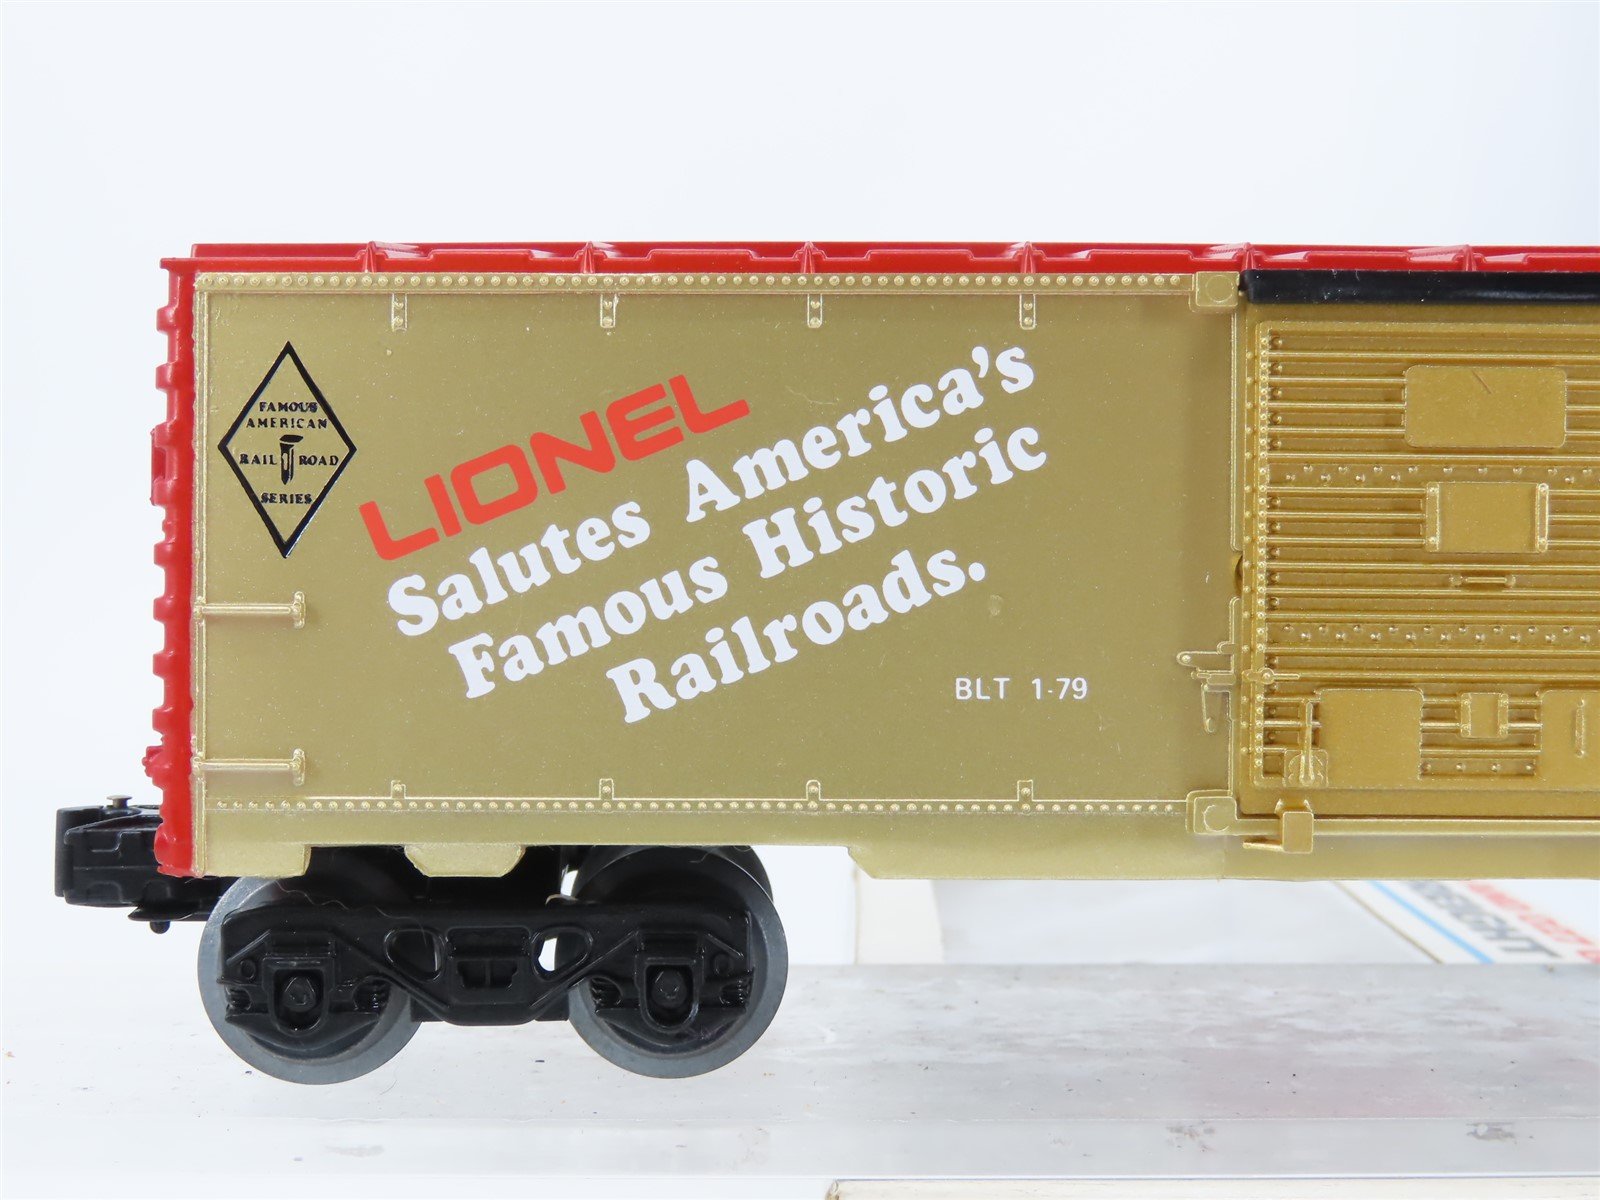 FAMOUS
AMERICAN
RAIL ROAD
SERIES
LIONEL
Salutes America's
Famous Historic
Railroads.
BLT 1-79